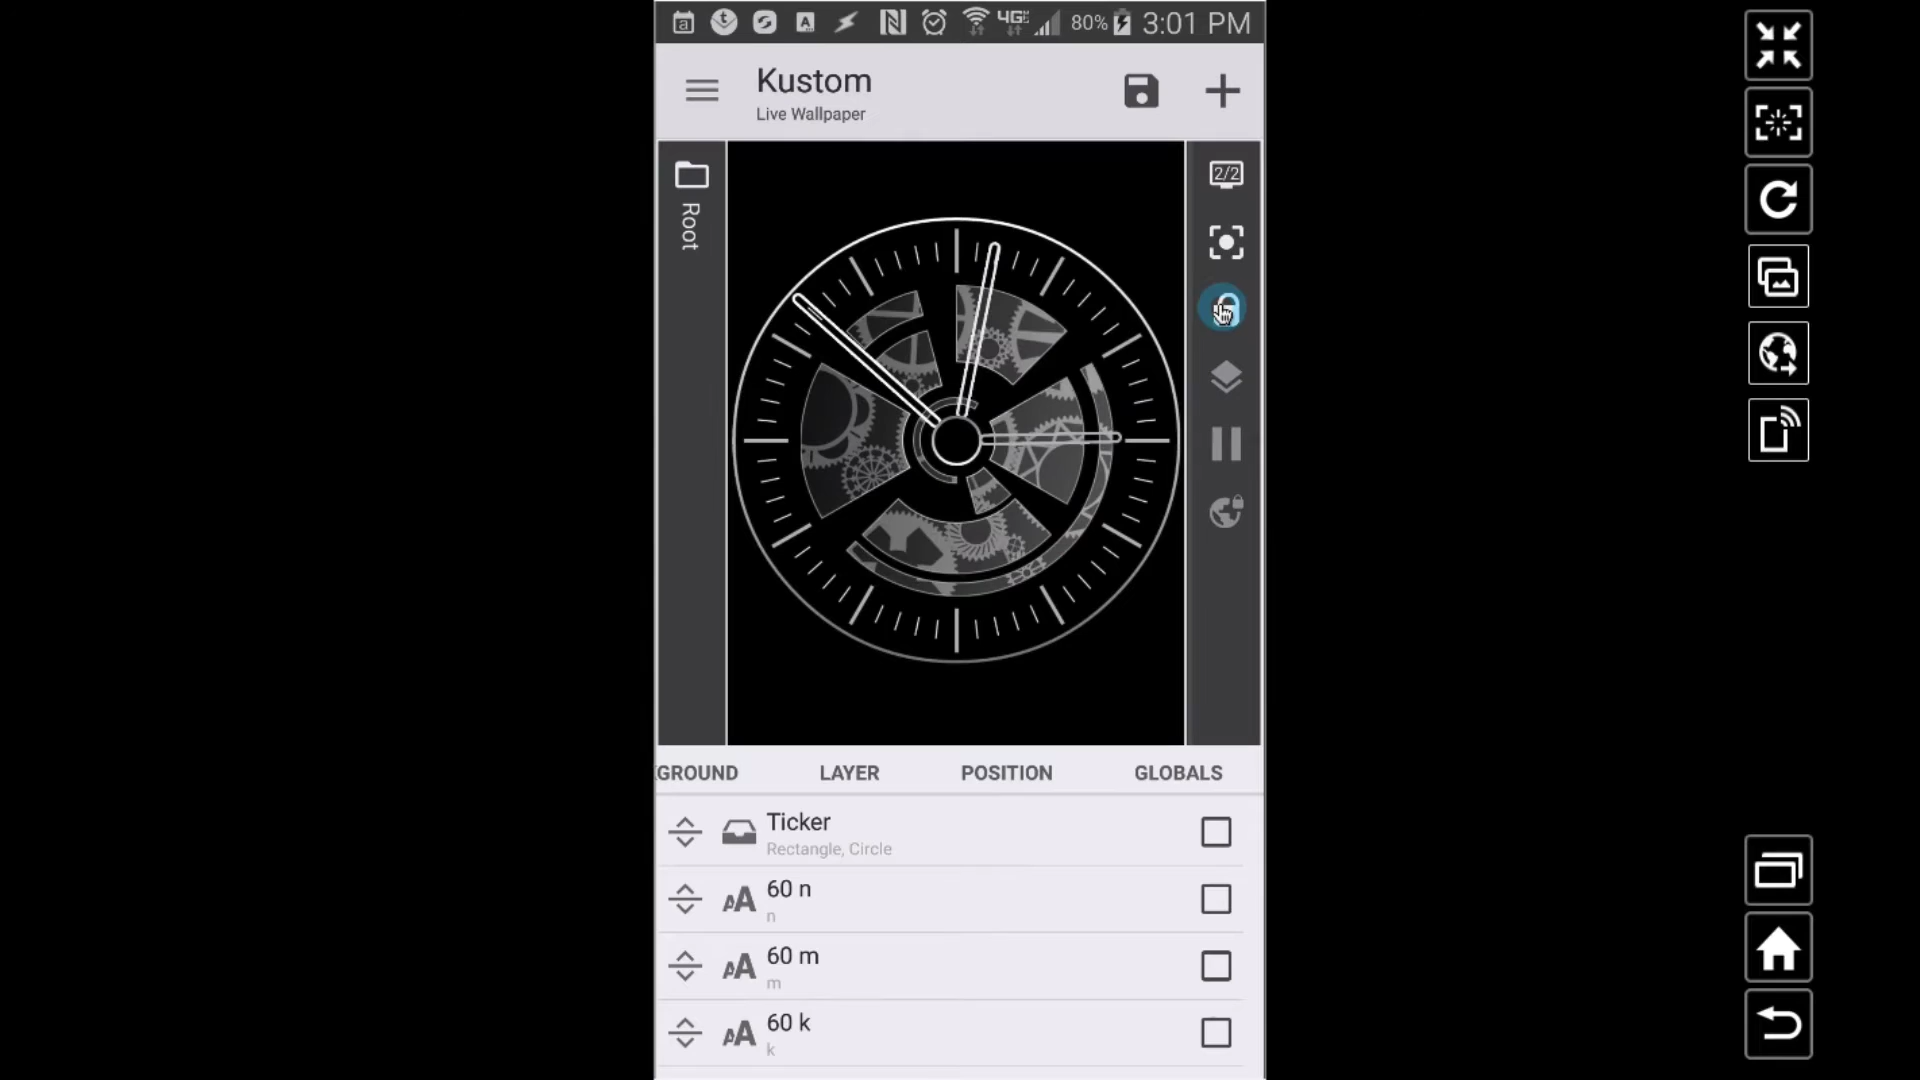 4G 80% 3:01 PM
Kustom
Live Wallpaper
Root
2/2
GROUND LAYER POSITION GLOBALS
Ticker
Rectangle, Circle
60 n
n
60 m
m
60 k
k